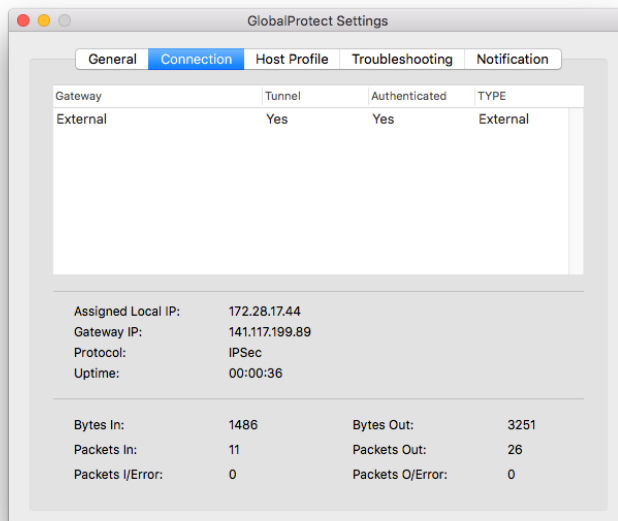 GlobalProtect Settings
General Connection Host Profile Troubleshooting Notification
Gateway Tunnel Authenticated TYPE
External Yes Yes External
Assigned Local IP: 172.28.17.44
Gateway IP: 141.117.199.89
Protocol: IPSec
Uptime: 00:00:36
Bytes In: 1486 Bytes Out: 3251
Packets In: 11 Packets Out: 26
Packets I/Error: 0 Packets O/Error: 0